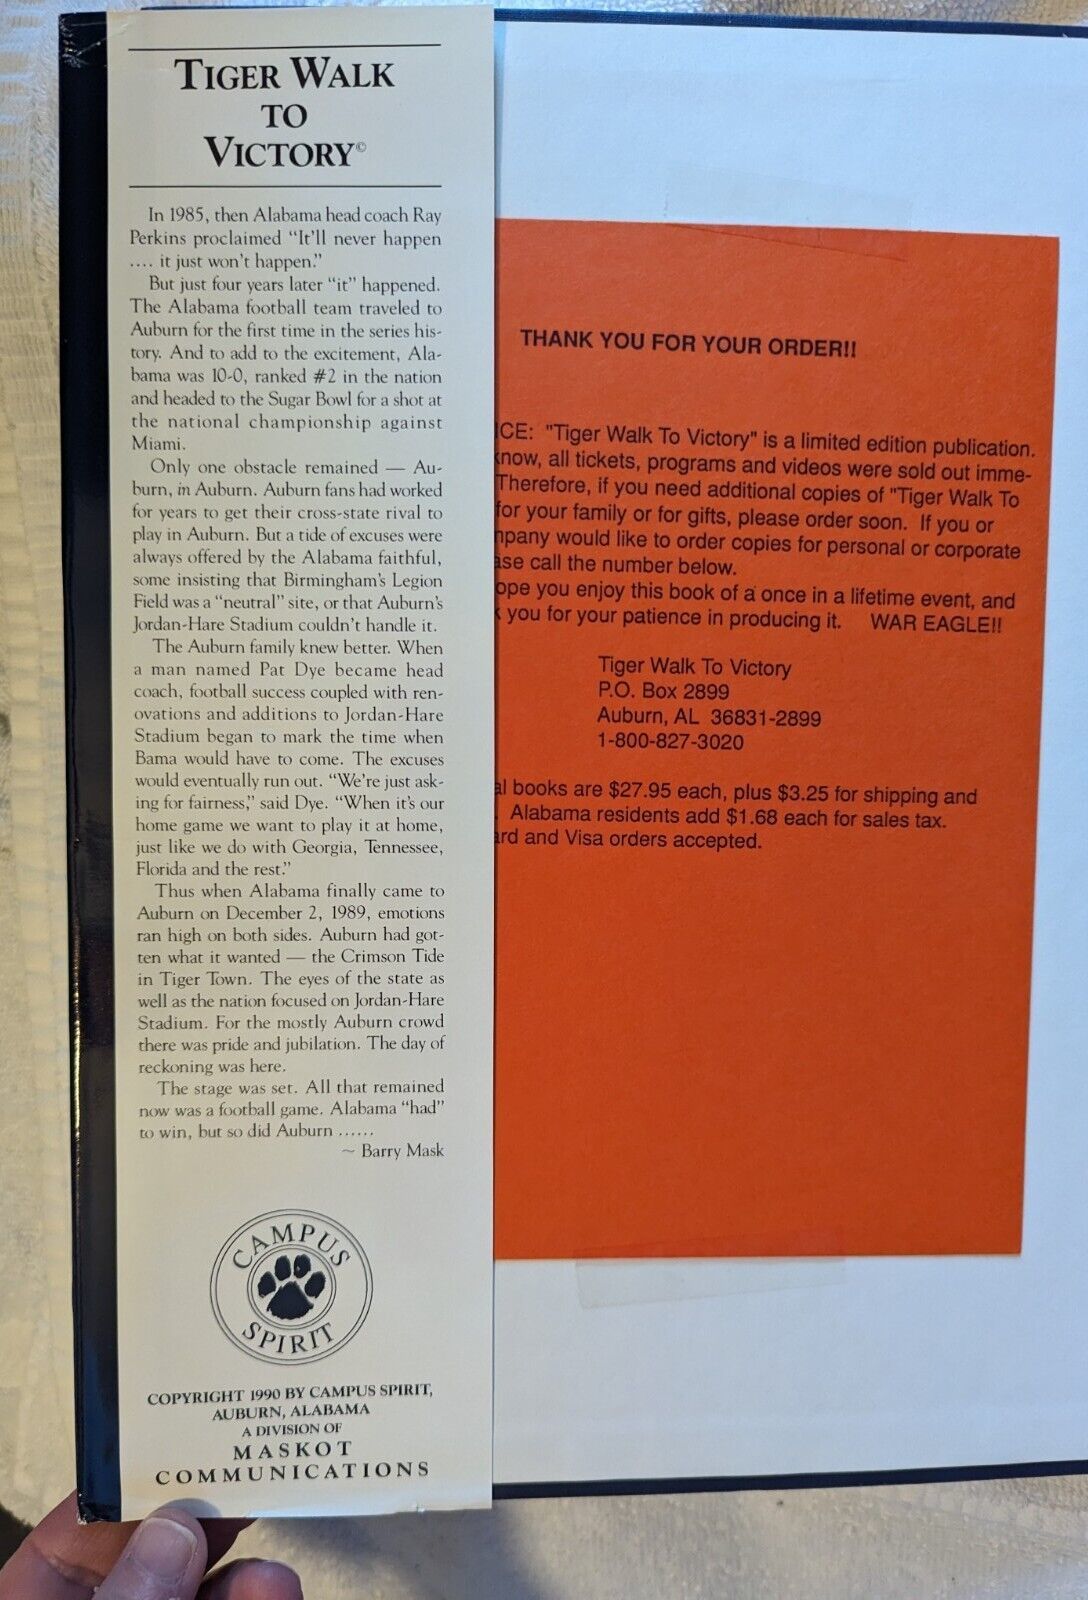 TIGER WALK
TO
VICTORY©
In 1985, then Alabama head coach Ray
Perkins proclaimed "It'll never happen
.... it just won't happen."
But just four years later "it" happened.
The Alabama football team traveled to
Auburn for the first time in the series his-
tory. And to add to the excitement, Ala-
bama was 10-0, ranked #2 in the nation
and headed to the Sugar Bowl for a shot at
the national championship against
Miami.
Only one obstacle remained — Au-
burn, in Auburn. Auburn fans had worked
for years to get their cross-state rival to
play in Auburn. But a tide of excuses were
always offered by the Alabama faithful,
some insisting that Birmingham's Legion
Field was a "neutral" site, or that Auburn's
Jordan-Hare Stadium couldn't handle it.
The Auburn family knew better. When
a man named Pat Dye became head
coach, football success coupled with ren-
ovations and additions to Jordan-Hare
Stadium began to mark the time when
Bama would have to come. The excuses
would eventually run out. "We're just ask-
ing for fairness," said Dye. "When it's our
home game we want to play it at home,
just like we do with Georgia, Tennessee,
Florida and the rest."
Thus when Alabama finally came to
Auburn on December 2, 1989, emotions
ran high on both sides. Auburn had got-
ten what it wanted — the Crimson Tide
in Tiger Town. The eyes of the state as
well as the nation focused on Jordan-Hare
Stadium. For the mostly Auburn crowd
there was pride and jubilation. The day of
reckoning was here.
The stage was set. All that remained
now was a football game. Alabama "had"
to win, but so did Auburn ......
~ Barry Mask
CAMPUS
SPIRIT
COPYRIGHT 1990 BY CAMPUS SPIRIT,
AUBURN, ALABAMA
A DIVISION OF
MASKOT
COMMUNICATIONS
THANK YOU FOR YOUR ORDER!!
ICE: "Tiger Walk To Victory" is a limited edition publication.
know, all tickets, programs and videos were sold out imme-
Therefore, if you need additional copies of "Tiger Walk To
for your family or for gifts, please order soon. If you or
mpany would like to order copies for personal or corporate
ase call the number below.
ope you enjoy this book of a once in a lifetime event, and
k you for your patience in producing it. WAR EAGLE!!
Tiger Walk To Victory
P.O. Box 2899
Auburn, AL 36831-2899
1-800-827-3020
al books are $27.95 each, plus $3.25 for shipping and
. Alabama residents add $1.68 each for sales tax.
ard and Visa orders accepted.